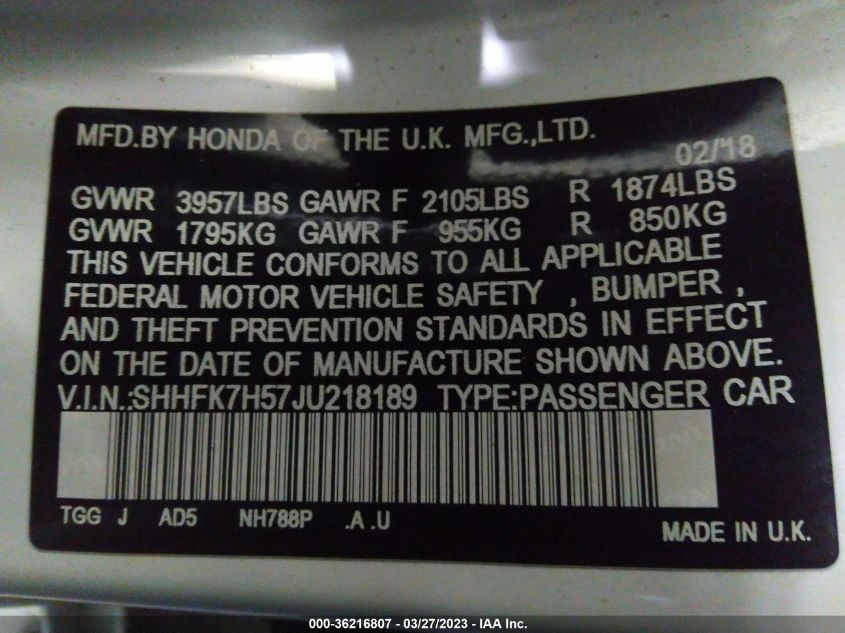 MFD.BY HONDA OF THE U.K. MFG.,LTD.
02/18
GVWR 3957LBS GAWR F 2105LBS R 1874LBS
GVWR 1795KG GAWR F 955KG R 850KG
THIS VEHICLE CONFORMS TO ALL APPLICABLE
FEDERAL MOTOR VEHICLE SAFETY , BUMPER ,
AND THEFT PREVENTION STANDARDS IN EFFECT
ON THE DATE OF MANUFACTURE SHOWN ABOVE.
V.I.N.:SHHFK7H57JU218189 TYPE:PASSENGER CAR
TGG J AD5 NH788P .A .U
MADE IN U.K.
000-36216807 - 03/27/2023 - IAA Inc.